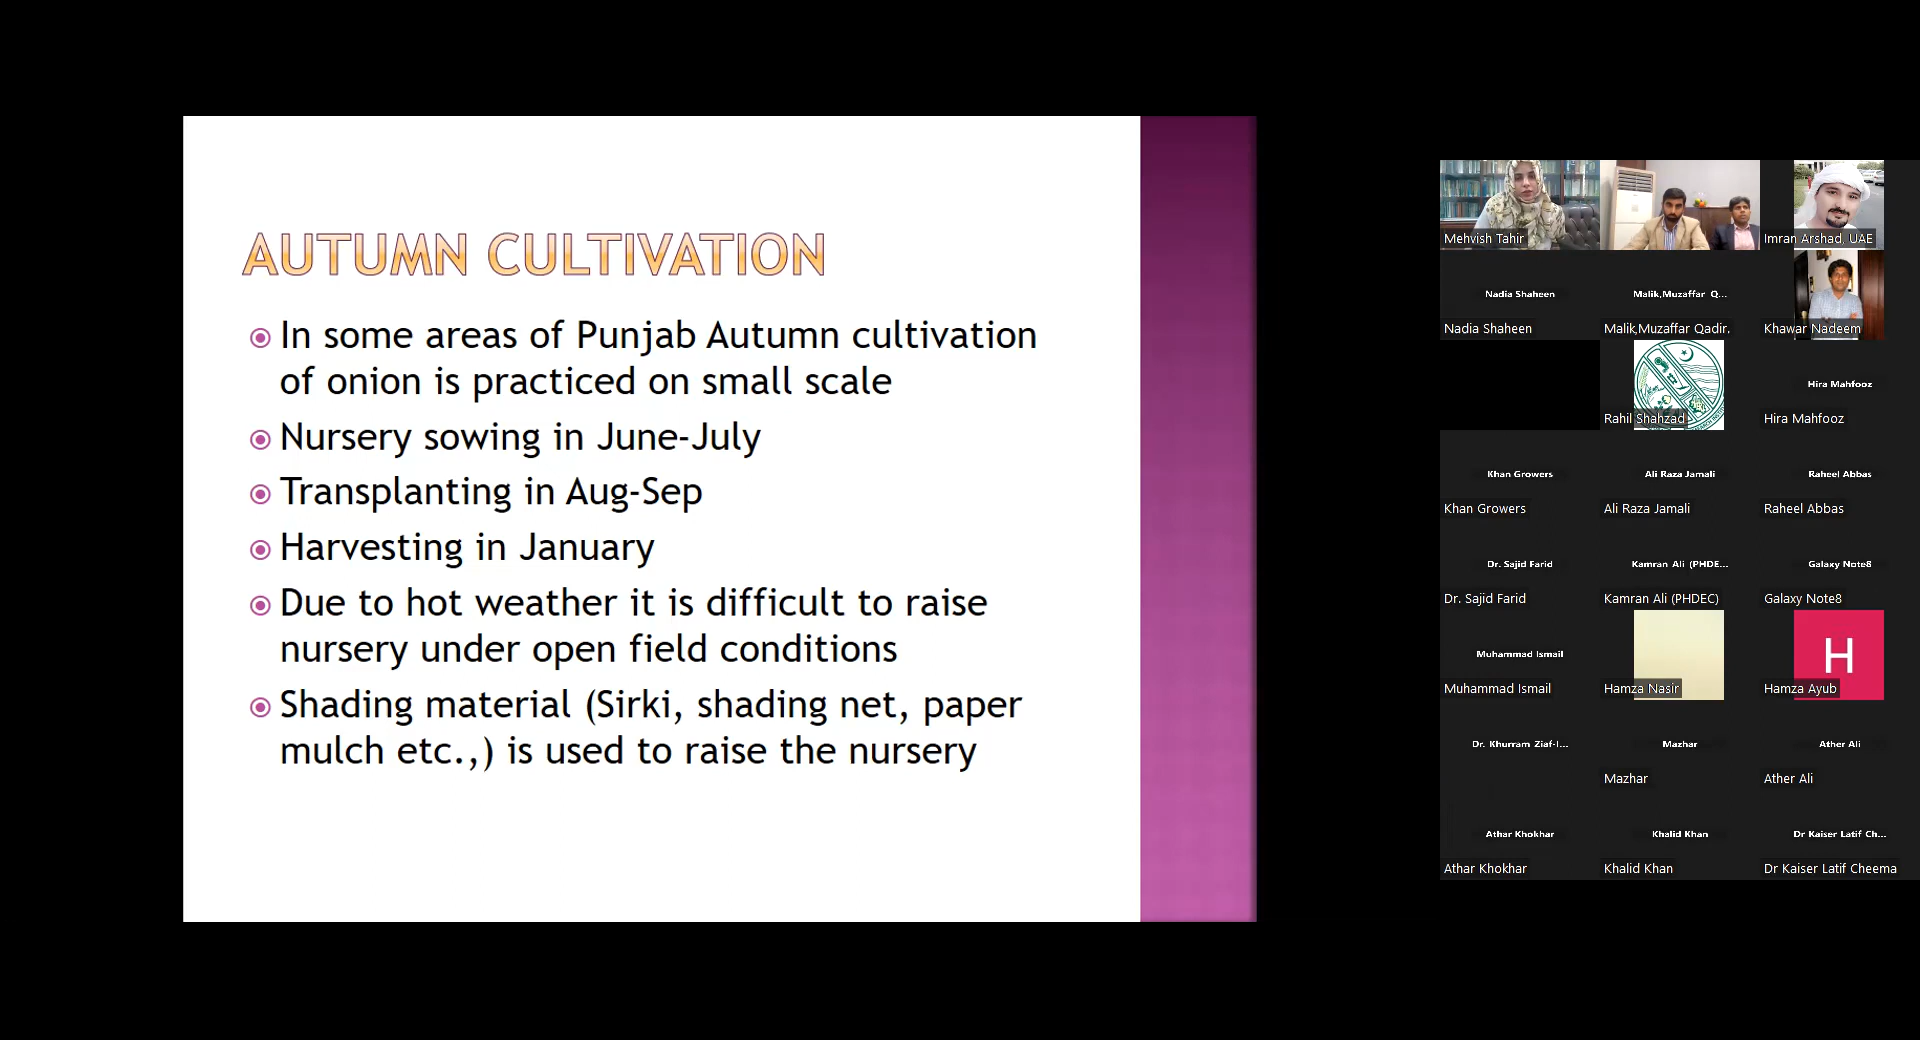 AUTUMN CULTIVATION
In some areas of Punjab Autumn cultivation
of onion is practiced on small scale
Nursery sowing in June-July
Transplanting in Aug-Sep
Harvesting in January
Due to hot weather it is difficult to raise
nursery under open field conditions
Shading material (Sirki, shading net, paper
mulch etc.,) is used to raise the nursery
Mehvish Tahir
Imran Arshad, UAE
Nadia Shaheen
Malik,Muzaffar Q...
Nadia Shaheen
Malik,Muzaffar Qadir.
Khawar Nadeem
Hira Mahfooz
Rahil Shahzad
Hira Mahfooz
Khan Growers
Ali Raza Jamali
Raheel Abbas
Khan Growers
Ali Raza Jamali
Raheel Abbas
Dr. Sajid Farid
Kamran Ali (PHDE...
Galaxy Note8
Dr. Sajid Farid
Kamran Ali (PHDEC)
Galaxy Note8
Muhammad Ismail
H
Muhammad Ismail
Hamza Nasir
Hamza Ayub
Dr. Khurram Ziaf-I...
Mazhar
Ather Ali
Mazhar
Ather Ali
Athar Khokhar
Khalid Khan
Dr Kaiser Latif Ch...
Athar Khokhar
Khalid Khan
Dr Kaiser Latif Cheema